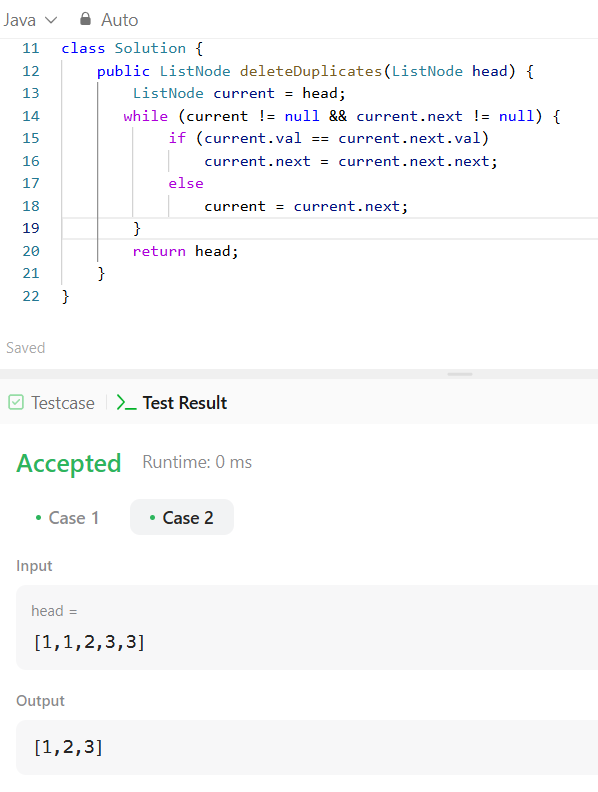 Java Auto
11 class Solution {
12 public ListNode deleteDuplicates(ListNode head) {
13 ListNode current = head;
14 while (current != null && current.next != null) {
15 if (current.val == current.next.val)
16 current.next = current.next.next;
17 else
18 current = current.next;
19 }
20 return head;
21 }
22 }
Saved
Testcase Test Result
Accepted Runtime: 0 ms
• Case 1 • Case 2
Input
head =
[1,1,2,3,3]
Output
[1,2,3]